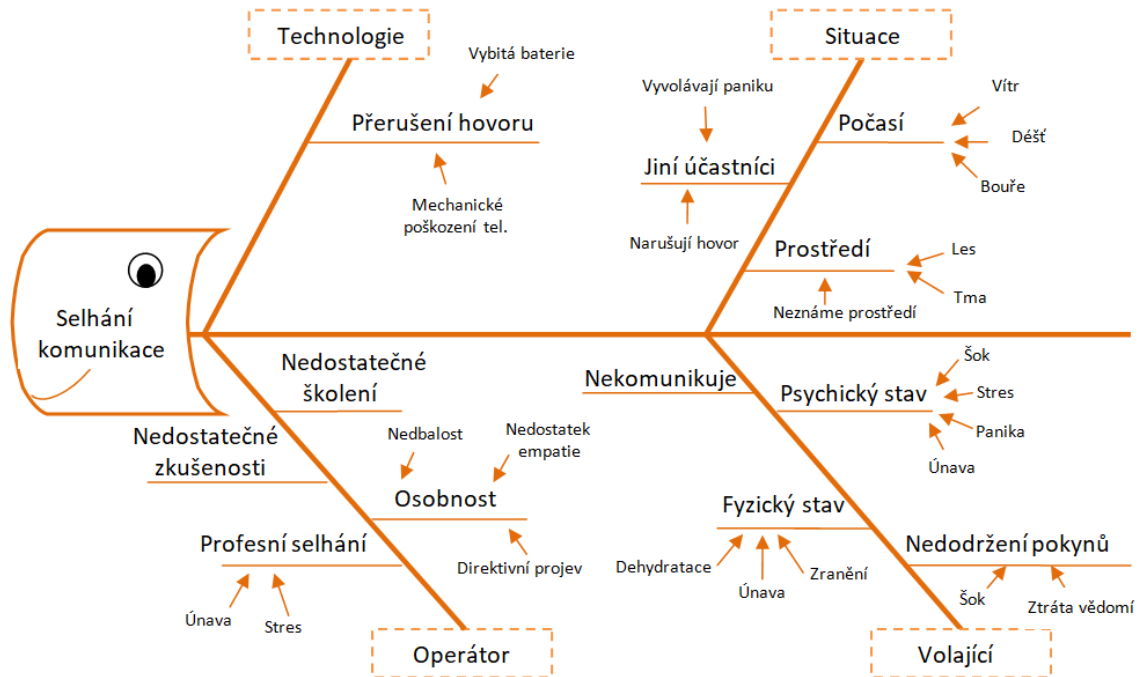 Technologie
Situace
Vybitá baterie
Přerušení hovoru
Mechanické
poškození tel.
Vyvolávají paniku
Jiní účastníci
Narušují hovor
Počasí
Vítr
Déšť
Bouře
Prostředí
Les
Tma
Neznáme prostředí
Selhání
komunikace
Nedostatečné
školení
Nedostatečné
zkušenosti
Nedbalost
Nedostatek
empatie
Osobnost
Direktivní projev
Profesní selhání
Únava
Stres
Operátor
Nekomunikuje
Psychický stav
Šok
Stres
Panika
Únava
Fyzický stav
Dehydratace
Únava
Zranění
Nedodržení pokynů
Šok
Ztráta vědomí
Volající